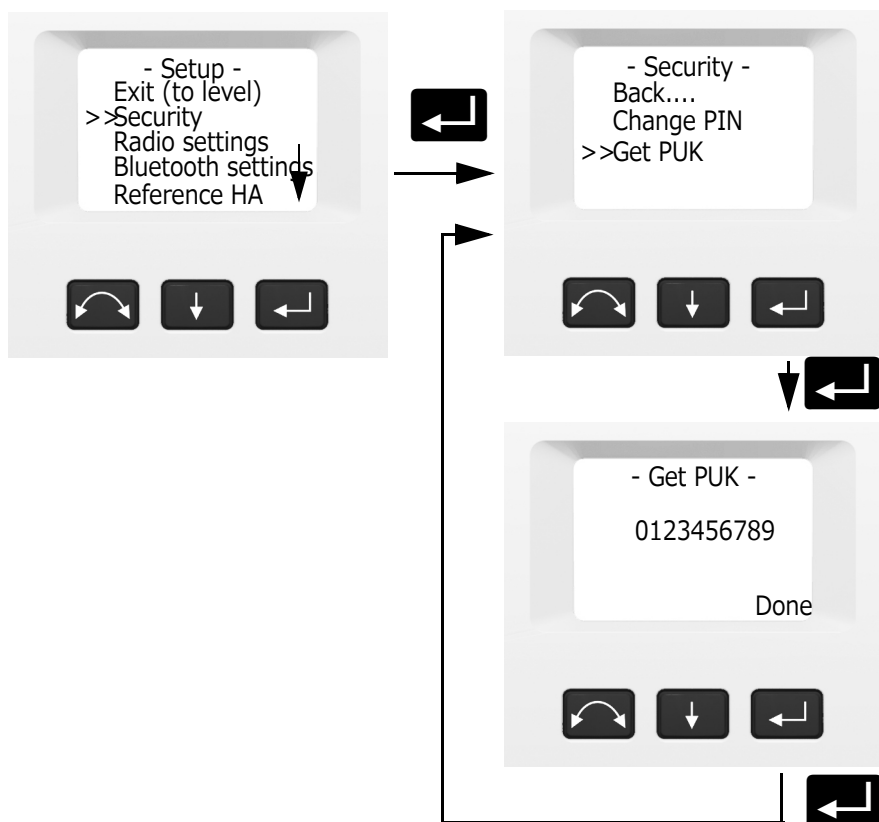 - Setup -
Exit (to level)
>>Security
Radio settings
Bluetooth settings
Reference HA
- Security -
Back....
Change PIN
>>Get PUK
- Get PUK -
0123456789
Done